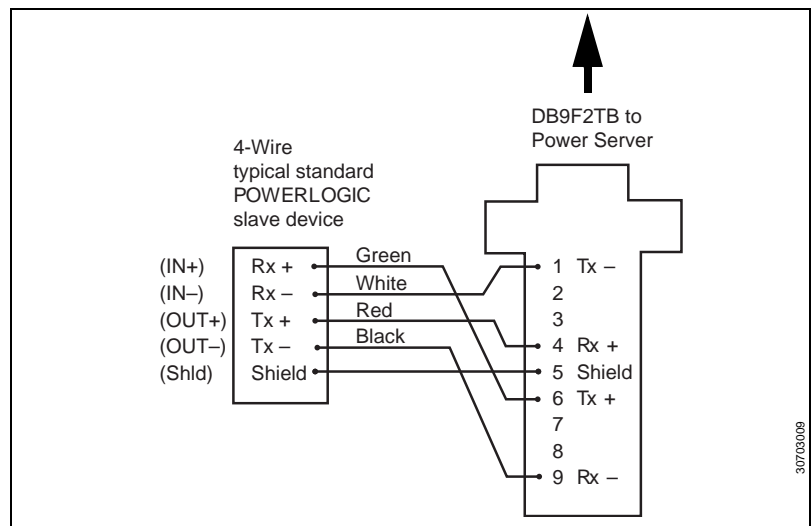 DB9F2TB to
Power Server
4-Wire
typical standard
POWERLOGIC
slave device
(IN+) Rx + Green
(IN–) Rx – White
(OUT+) Tx + Red
(OUT–) Tx – Black
(Shld) Shield
1 Tx –
2
3
4 Rx +
5 Shield
6 Tx +
7
8
9 Rx –
30703009